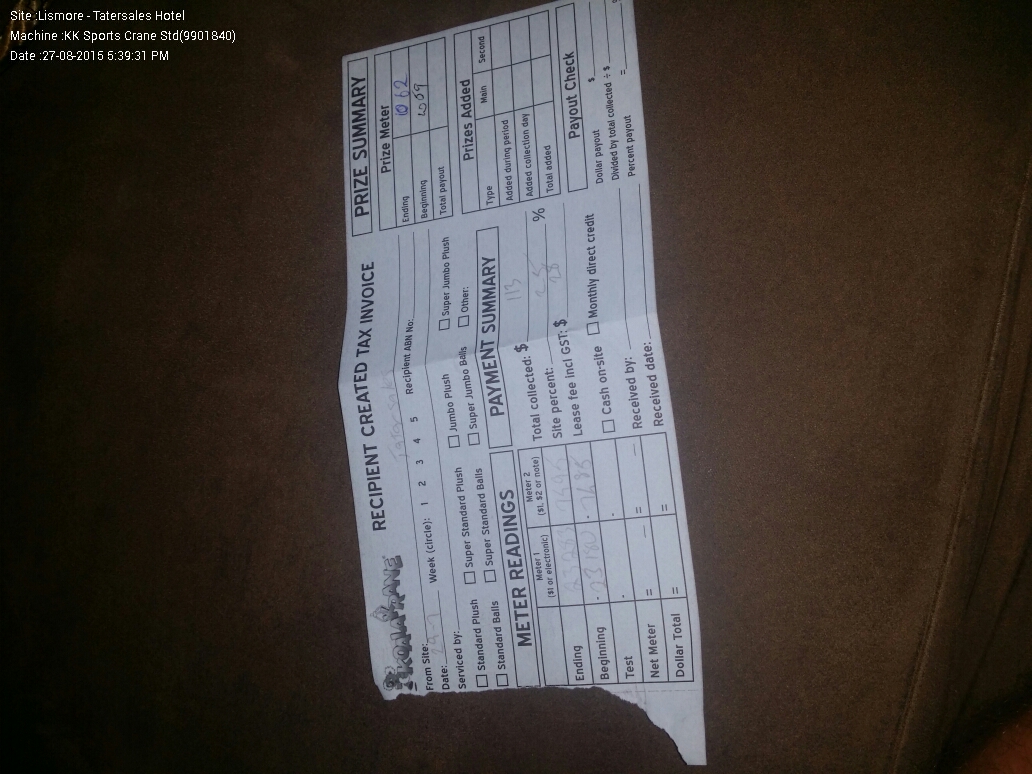 Site :Lismore - Tatersales Hotel
Machine :KK Sports Crane Std(9901840)
Date :27-08-2015 5:39:31 PM
RECIPIENT CREATED TAX INVOICE
From Site:
Date: Week (circle): 1 2 3 4 5 Recipient ABN No:
Serviced by:
Standard Plush Super Standard Plush Jumbo Plush Super Jumbo Plush
Standard Balls Super Standard Balls Super Jumbo Balls Other:
METER READINGS
Meter 1 ($1 or electronic) Meter 2 ($1, $2 or note)
Ending
Beginning 23180 7695
Test
Net Meter = =
Dollar Total =
PAYMENT SUMMARY
Total collected: $ 113
Site percent: 25 %
Lease fee incl GST: $ 28
Cash on-site Monthly direct credit
Received by:
Received date:
PRIZE SUMMARY
Prize Meter
Ending 1062
Beginning 1009
Total payout
Prizes Added
Type Main Second
Added during period
Added collection day
Total added
Payout Check
Dollar payout $
Divided by total collected ÷ $
Percent payout =